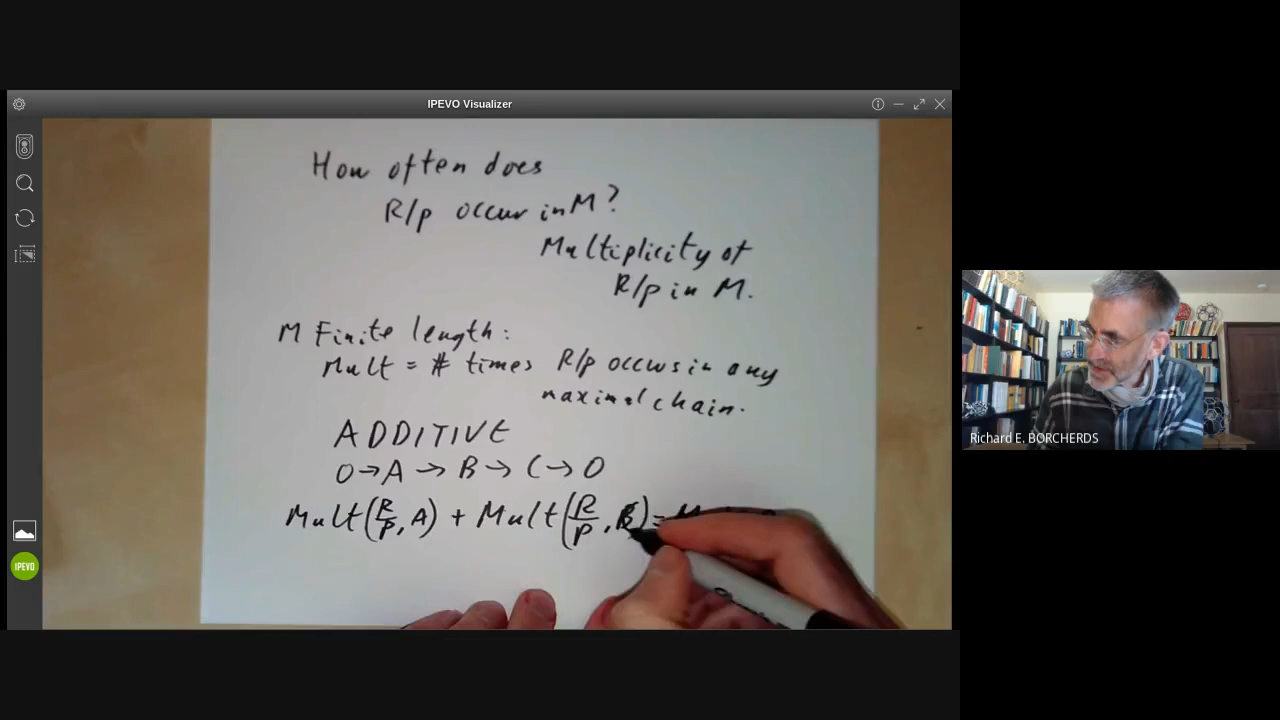 IPEVO Visualizer
How often does
R/p occur in M?
Multiplicity of
R/p in M.
M Finite length:
Mult = # times R/p occurs in any
maximal chain.
ADDITIVE
0→A→B→C→0
Mult(R/p, A) + Mult(R/p, B) =
IPEVO
Richard E. BORCHERDS